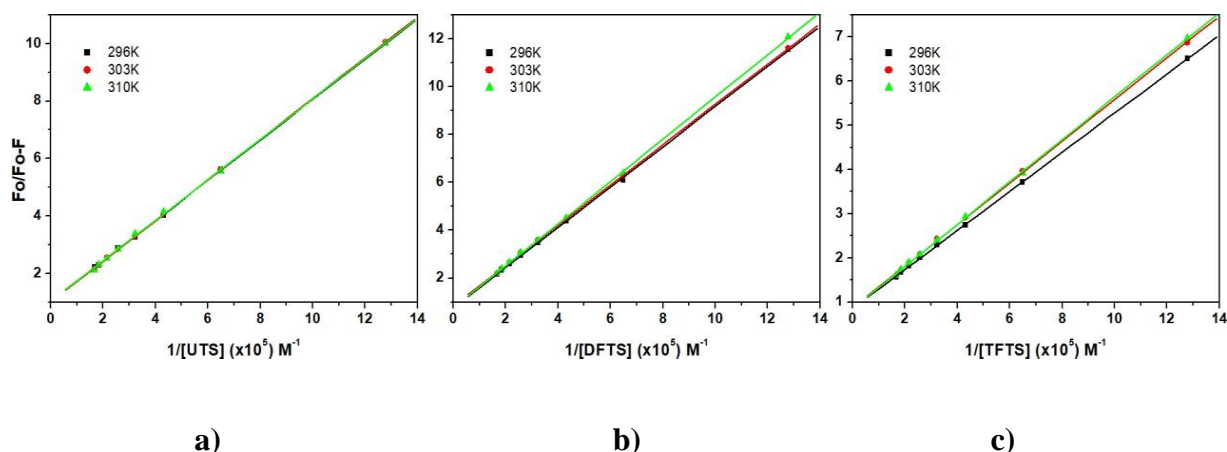 Fo/Fo-F
10
8
6
4
2
296K
303K
310K
0 2 4 6 8 10 12 14
1/[UTS] (x10⁵) M⁻¹
12
10
8
6
4
2
296K
303K
310K
0 2 4 6 8 10 12 14
1/[DFTS] (x10⁵) M⁻¹
7
6
5
4
3
2
1
296K
303K
310K
0 2 4 6 8 10 12 14
1/[TFTS] (x10⁵) M⁻¹
a) b) c)